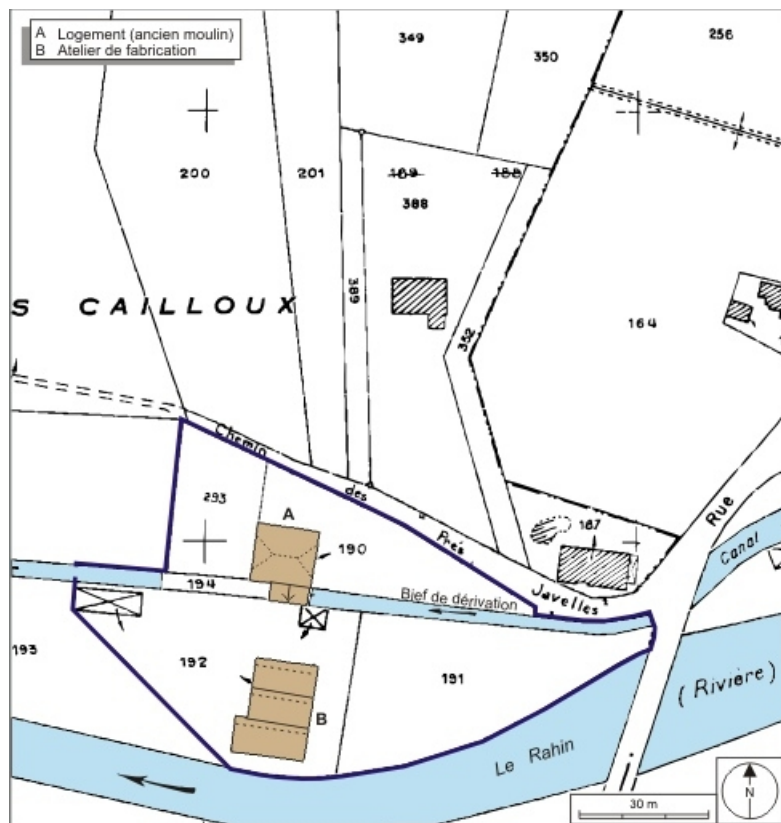 A Logement (ancien moulin)
B Atelier de fabrication
349
350
256
200
201
189
188
388
389
352
164
S CAILLOUX
Chemin des Prés Javelles
293
A
190
187
Rue
Canal
194
Bief de dérivation
193
192
191
B
Le Rahin
(Rivière)
30 m
N